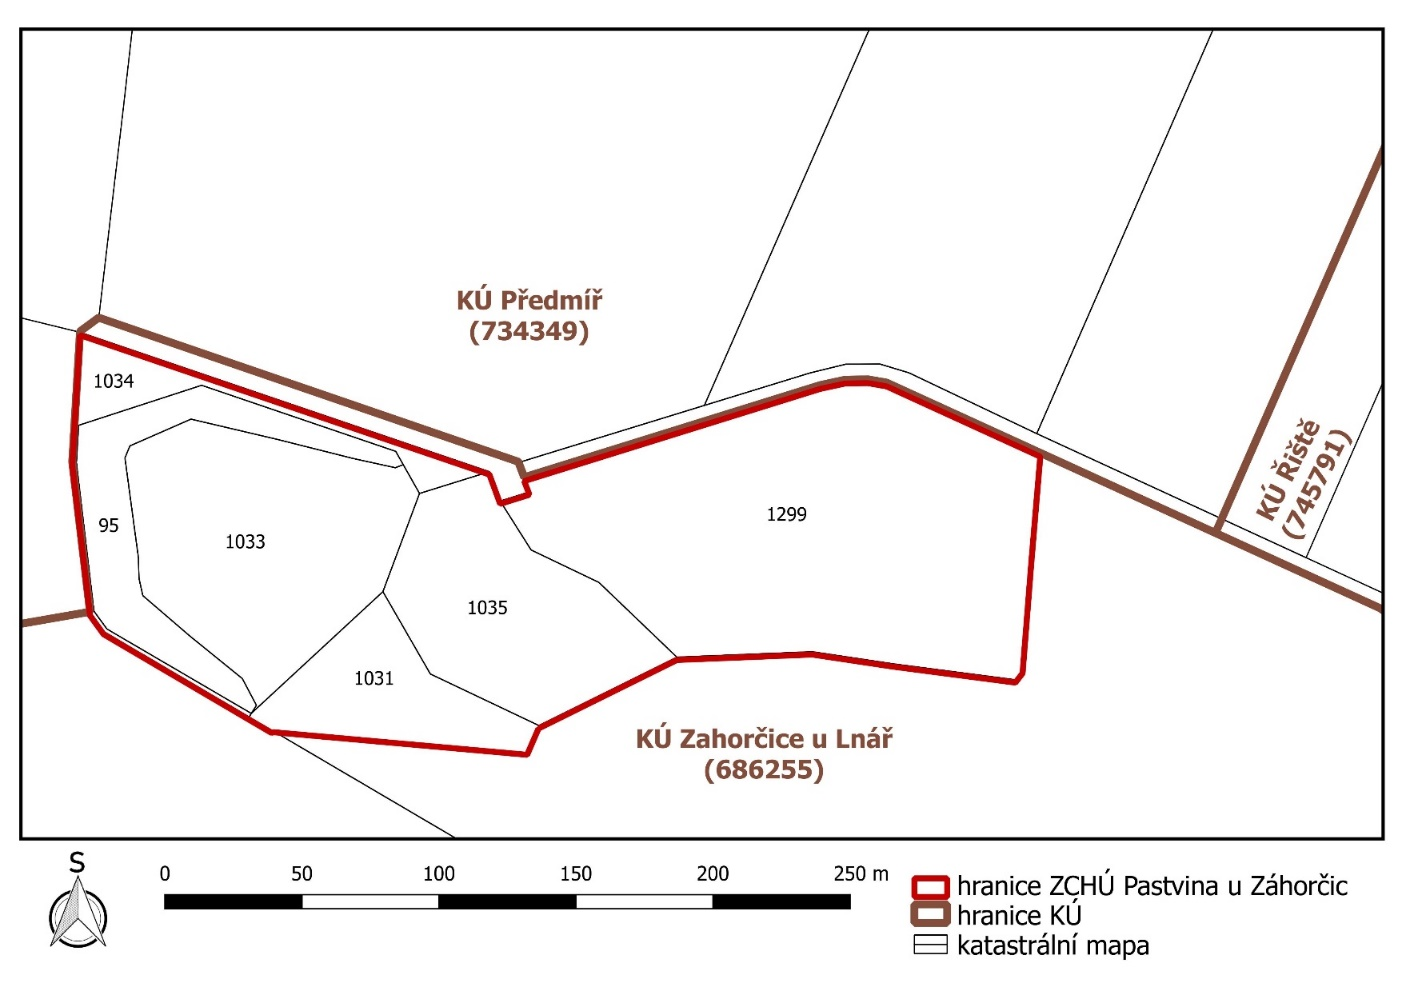 KÚ Předmíř
(734349)
1034
KÚ Řiště
(745791)
1299
95
1033
1035
1031
KÚ Zahorčice u Lnář
(686255)
S
0 50 100 150 200 250 m
hranice ZCHÚ Pastvina u Záhorčic
hranice KÚ
katastrální mapa